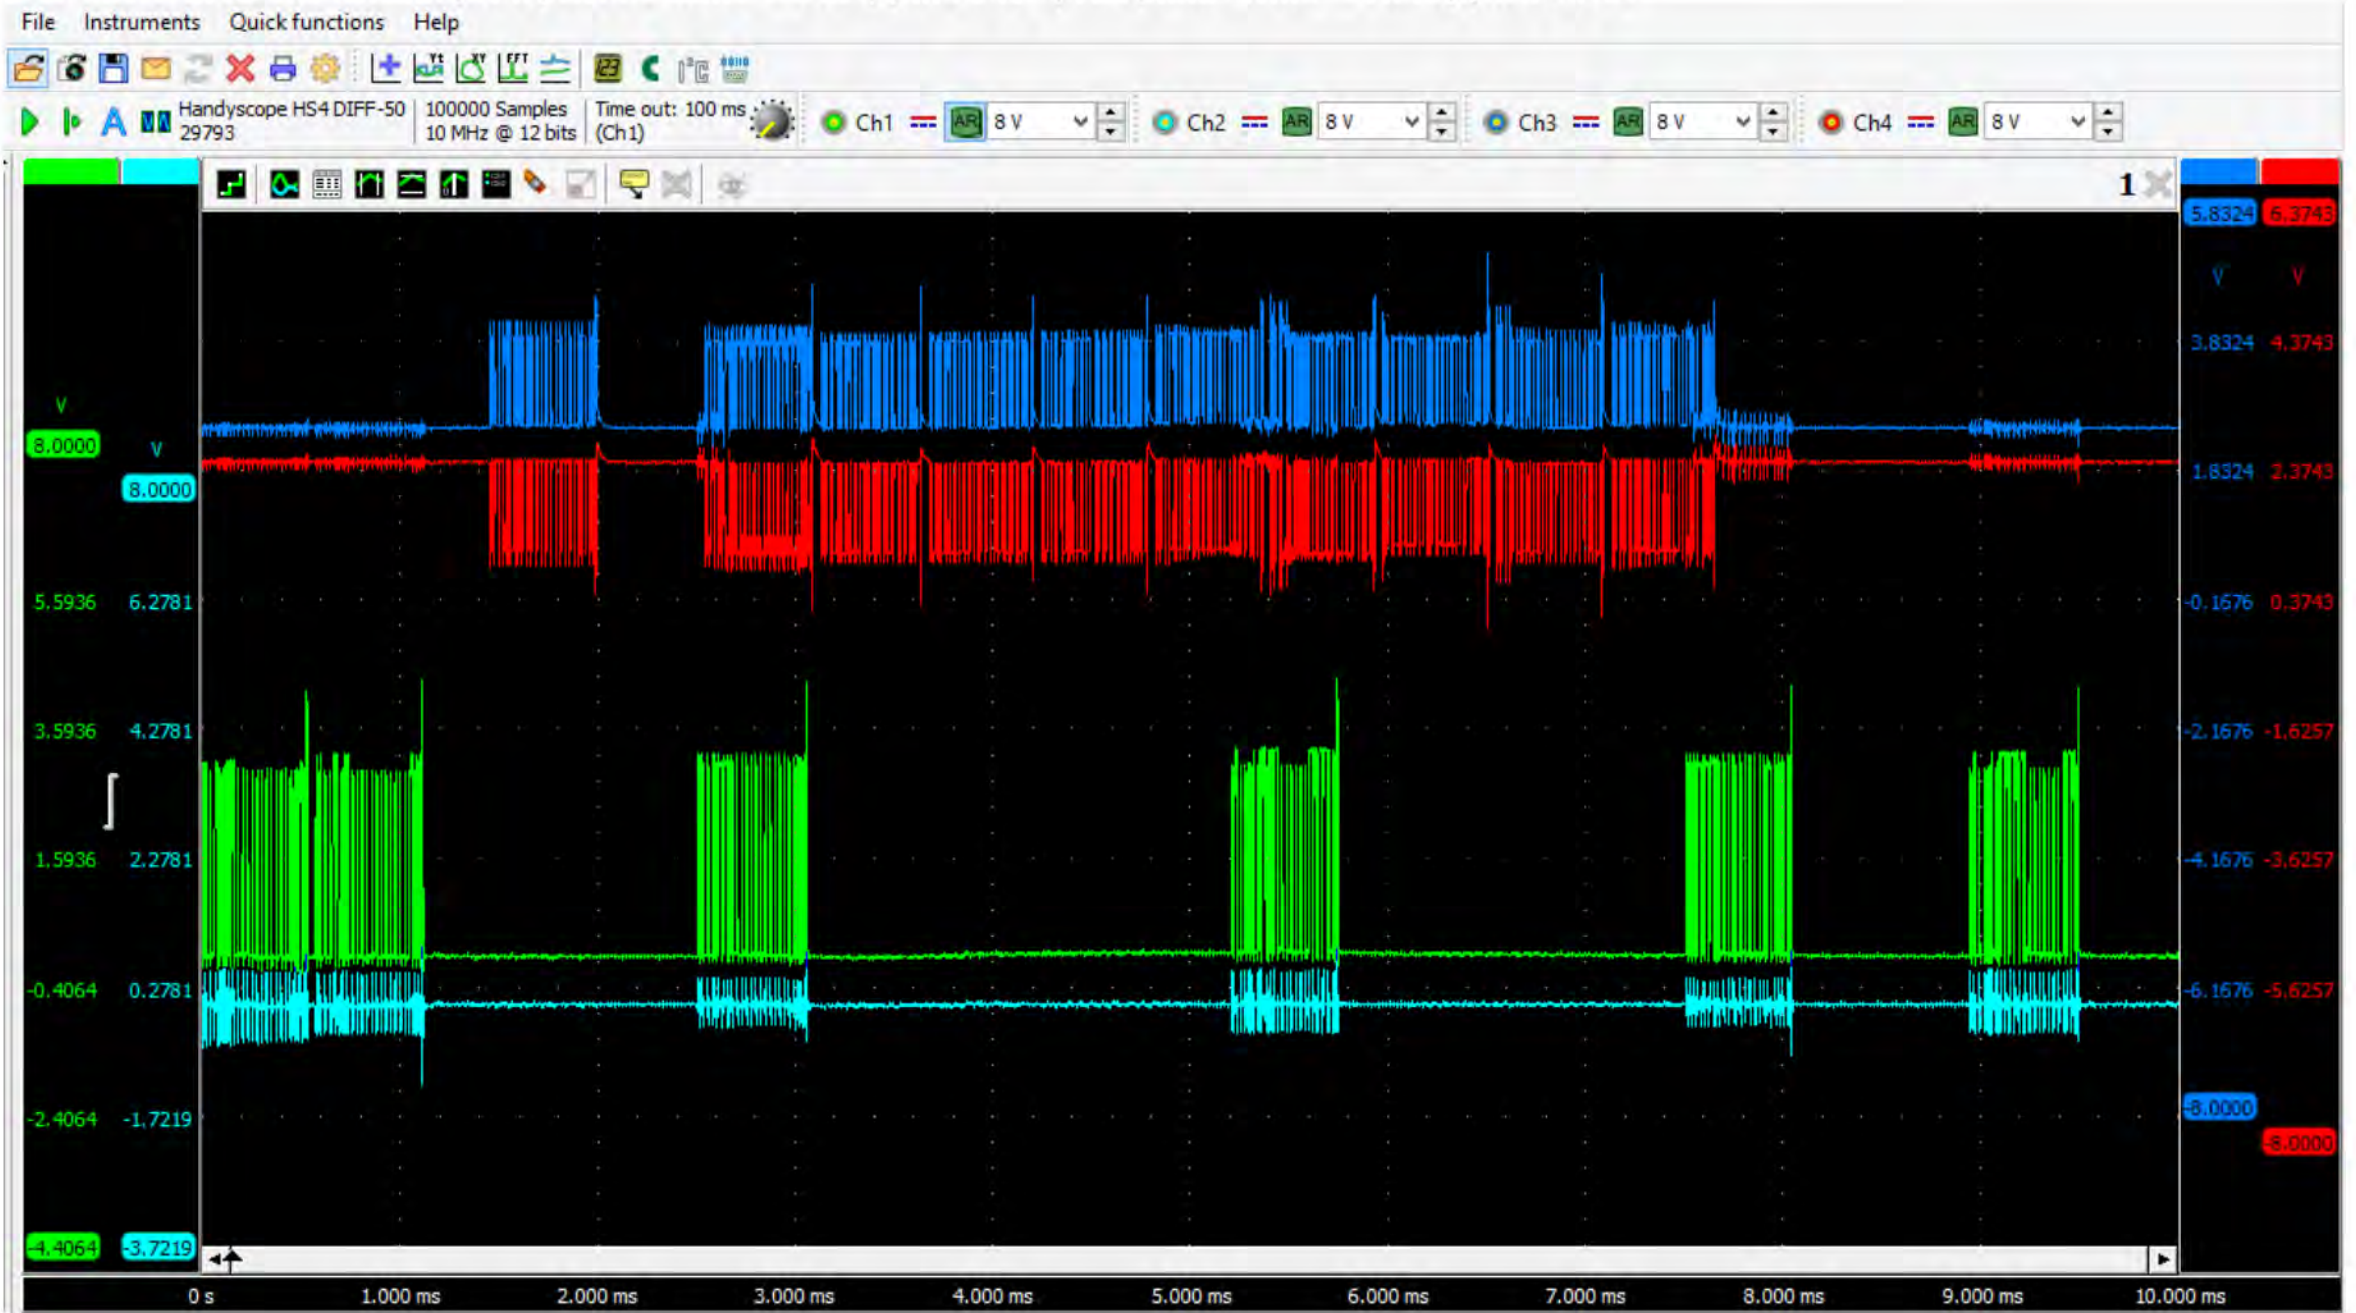 File Instruments Quick functions Help
Handyscope HS4 DIFF-50 100000 Samples Time out: 100 ms Ch1 AR 8 V Ch2 AR 8 V Ch3 AR 8 V Ch4 AR 8 V
29793 10 MHz @ 12 bits (Ch1)
1
5.8324 6.3743
V V
3.8324 4.3743
V
8.0000 V
1.8324 2.3743
8.0000
5.5936 6.2781 -0.1676 0.3743
3.5936 4.2781 -2.1676 -1.6257
1.5936 2.2781 -4.1676 -3.6257
-0.4064 0.2781 -6.1676 -5.6257
-2.4064 -1.7219 -8.0000
-8.0000
-4.4064 -3.7219
0 s 1.000 ms 2.000 ms 3.000 ms 4.000 ms 5.000 ms 6.000 ms 7.000 ms 8.000 ms 9.000 ms 10.000 ms